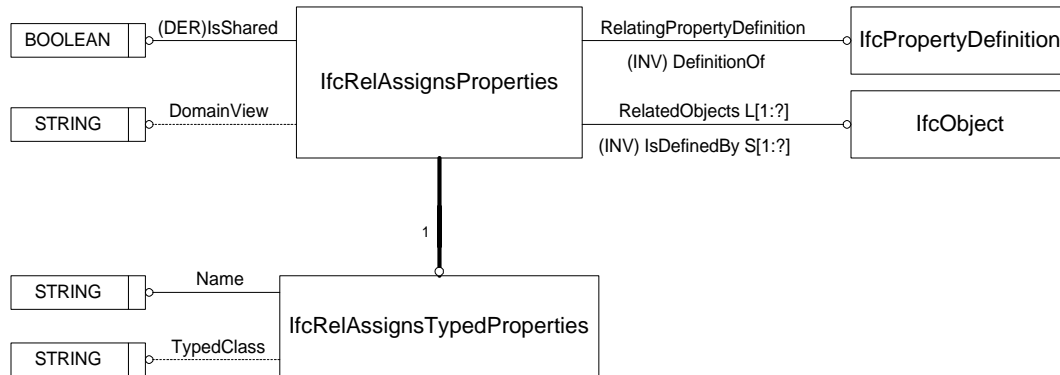 (DER)IsShared
BOOLEAN
RelatingPropertyDefinition
IfcPropertyDefinition
(INV) DefinitionOf
IfcRelAssignsProperties
DomainView
STRING
RelatedObjects L[1:?]
IfcObject
(INV) IsDefinedBy S[1:?]
1
Name
STRING
IfcRelAssignsTypedProperties
TypedClass
STRING